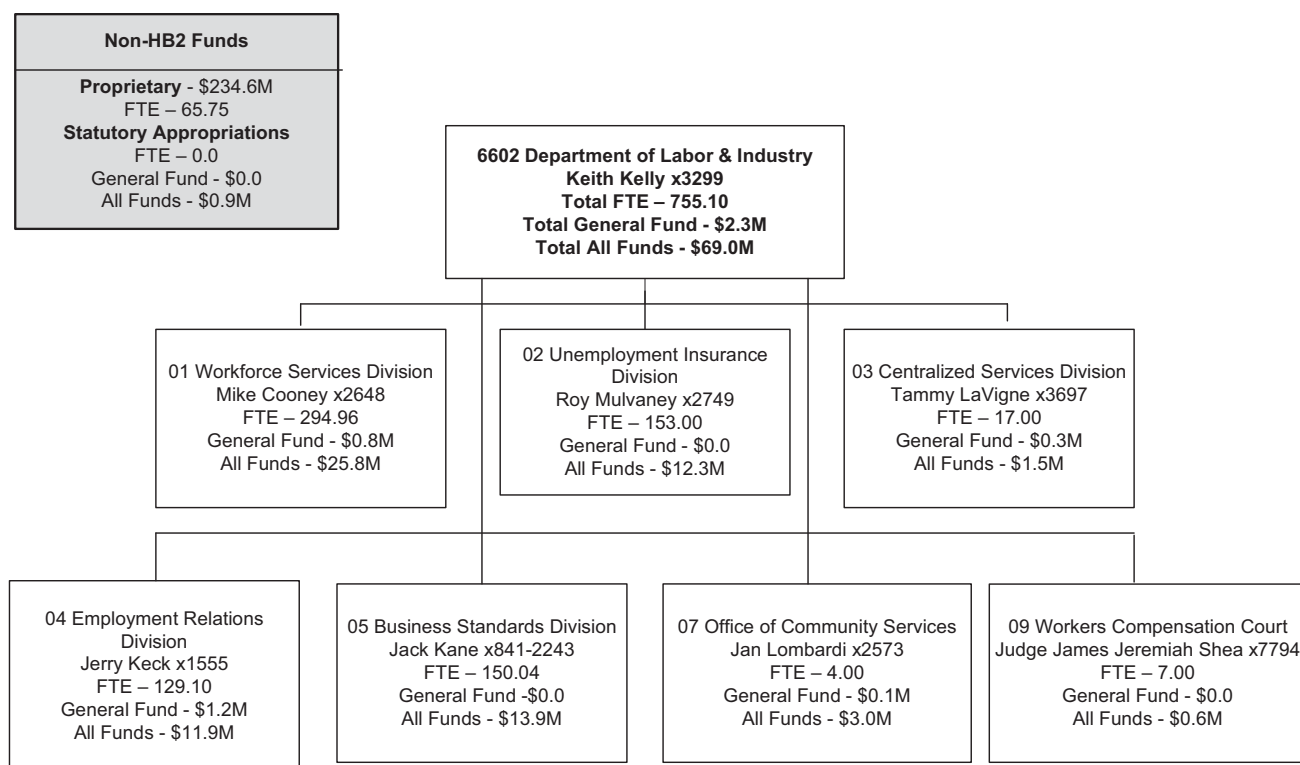 Non-HB2 Funds
Proprietary - $234.6M
FTE – 65.75
Statutory Appropriations
FTE – 0.0
General Fund - $0.0
All Funds - $0.9M
6602 Department of Labor & Industry
Keith Kelly x3299
Total FTE – 755.10
Total General Fund - $2.3M
Total All Funds - $69.0M
01 Workforce Services Division
Mike Cooney x2648
FTE – 294.96
General Fund - $0.8M
All Funds - $25.8M
02 Unemployment Insurance
Division
Roy Mulvaney x2749
FTE – 153.00
General Fund - $0.0
All Funds - $12.3M
03 Centralized Services Division
Tammy LaVigne x3697
FTE – 17.00
General Fund - $0.3M
All Funds - $1.5M
04 Employment Relations
Division
Jerry Keck x1555
FTE – 129.10
General Fund - $1.2M
All Funds - $11.9M
05 Business Standards Division
Jack Kane x841-2243
FTE – 150.04
General Fund -$0.0
All Funds - $13.9M
07 Office of Community Services
Jan Lombardi x2573
FTE – 4.00
General Fund - $0.1M
All Funds - $3.0M
09 Workers Compensation Court
Judge James Jeremiah Shea x7794
FTE – 7.00
General Fund - $0.0
All Funds - $0.6M